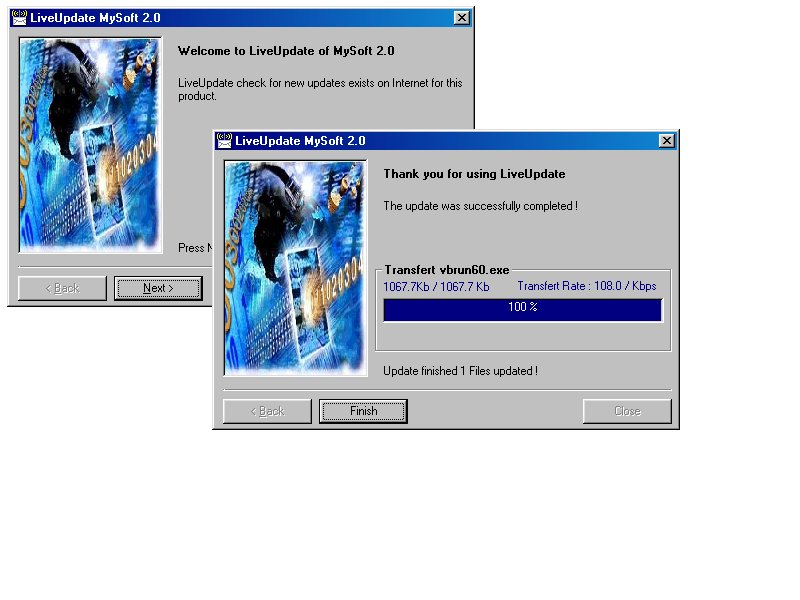 LiveUpdate MySoft 2.0
Welcome to LiveUpdate of MySoft 2.0
LiveUpdate check for new updates exists on Internet for this
product.
Press
< Back
Next >
LiveUpdate MySoft 2.0
Thank you for using LiveUpdate
The update was successfully completed !
Transfert vbrun60.exe
1067.7Kb / 1067.7 Kb
Transfert Rate : 108.0 / Kbps
100 %
Update finished 1 Files updated !
< Back
Finish
Close